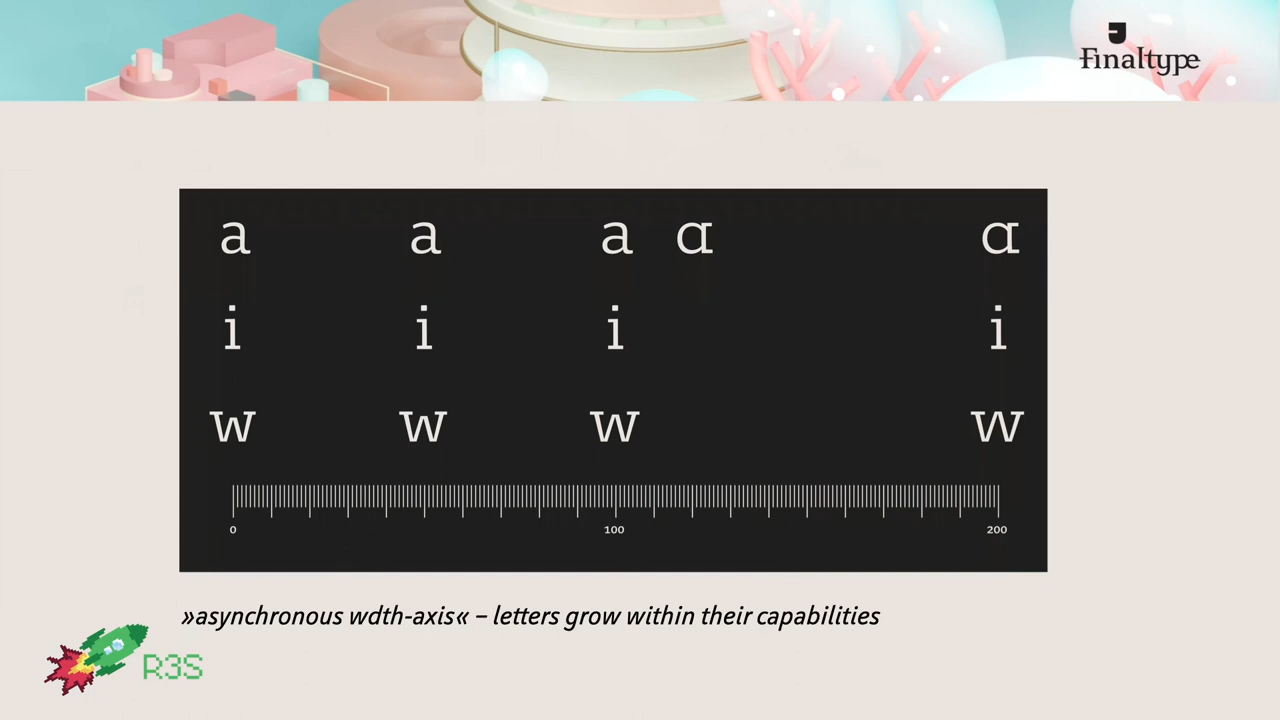 Finaltype
a a a ɑ ɑ
i i i i
w w w w
0 100 200
»asynchronous wdth-axis« – letters grow within their capabilities
R3S